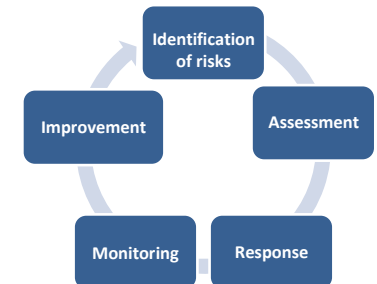 Identification
of risks
Assessment
Response
Monitoring
Improvement